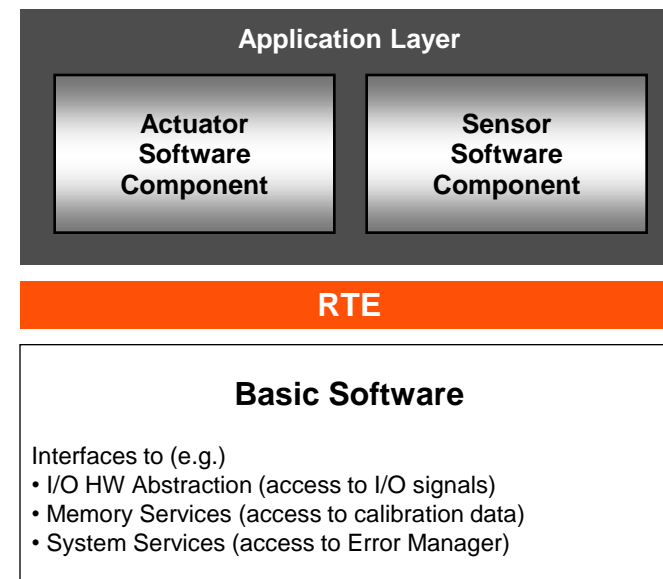 Application Layer
Actuator
Software
Component
Sensor
Software
Component
RTE
Basic Software
Interfaces to (e.g.)
• I/O HW Abstraction (access to I/O signals)
• Memory Services (access to calibration data)
• System Services (access to Error Manager)